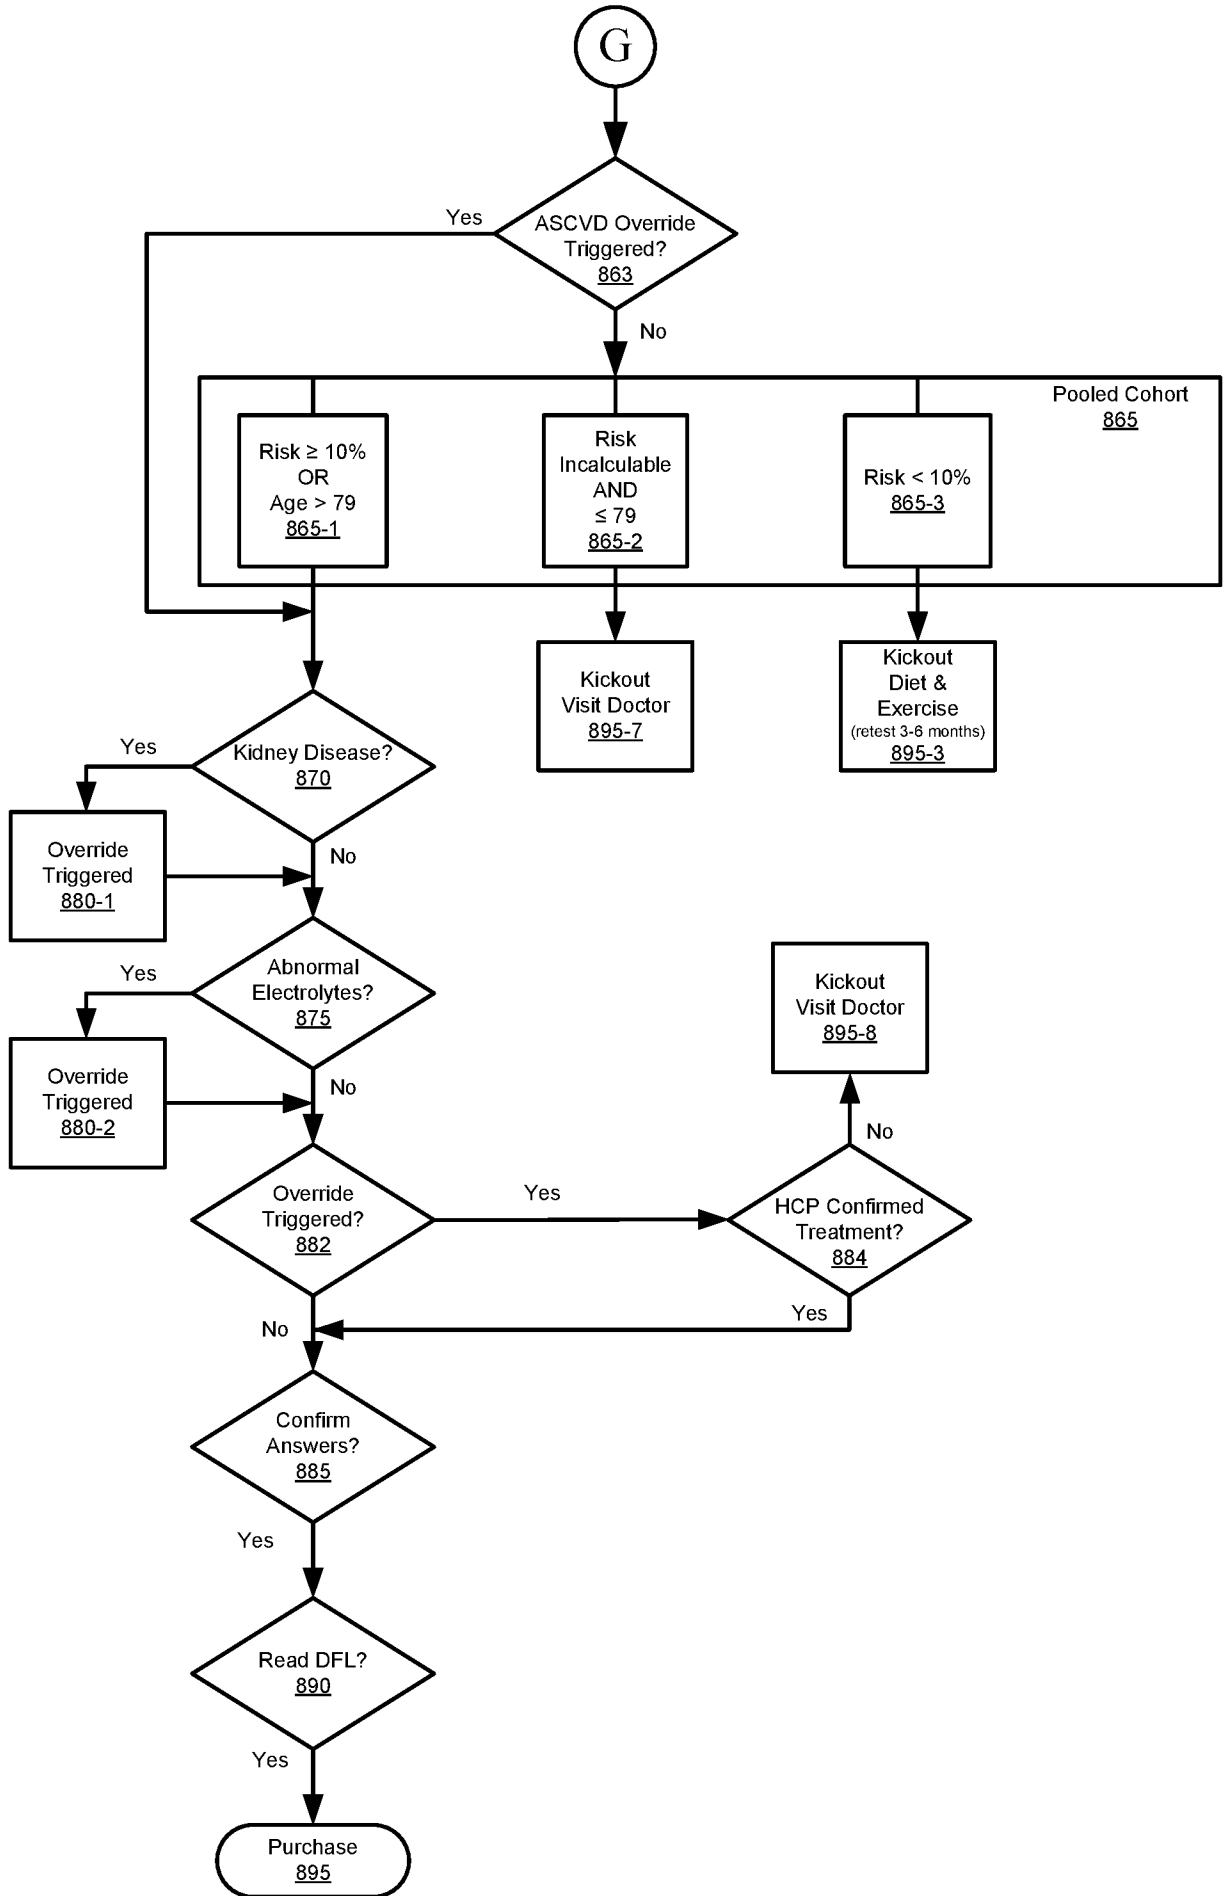 G
ASCVD Override
Triggered?
863
Yes
No
Pooled Cohort
865
Risk ≥ 10%
OR
Age > 79
865-1
Risk
Incalculable
AND
≤ 79
865-2
Risk < 10%
865-3
Kickout
Visit Doctor
895-7
Kickout
Diet &
Exercise
(retest 3-6 months)
895-3
Kidney Disease?
870
Yes
No
Override
Triggered
880-1
Abnormal
Electrolytes?
875
Yes
No
Override
Triggered
880-2
Kickout
Visit Doctor
895-8
No
Override
Triggered?
882
Yes
HCP Confirmed
Treatment?
884
Yes
No
Confirm
Answers?
885
Yes
Read DFL?
890
Yes
Purchase
895